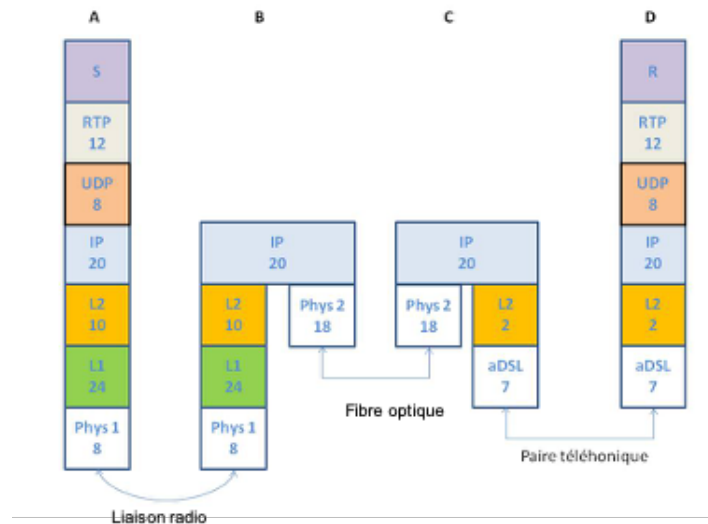 A B C D
S R
RTP RTP
12 12
UDP UDP
8 8
IP IP IP IP
20 20 20 20
L2 L2 Phys 2 Phys 2 L2 L2
10 10 18 18 2 2
L1 L1 aDSL aDSL
24 24 7 7
Fibre optique
Phys 1 Phys 1
8 8
Paire téléhonique
Liaison radio